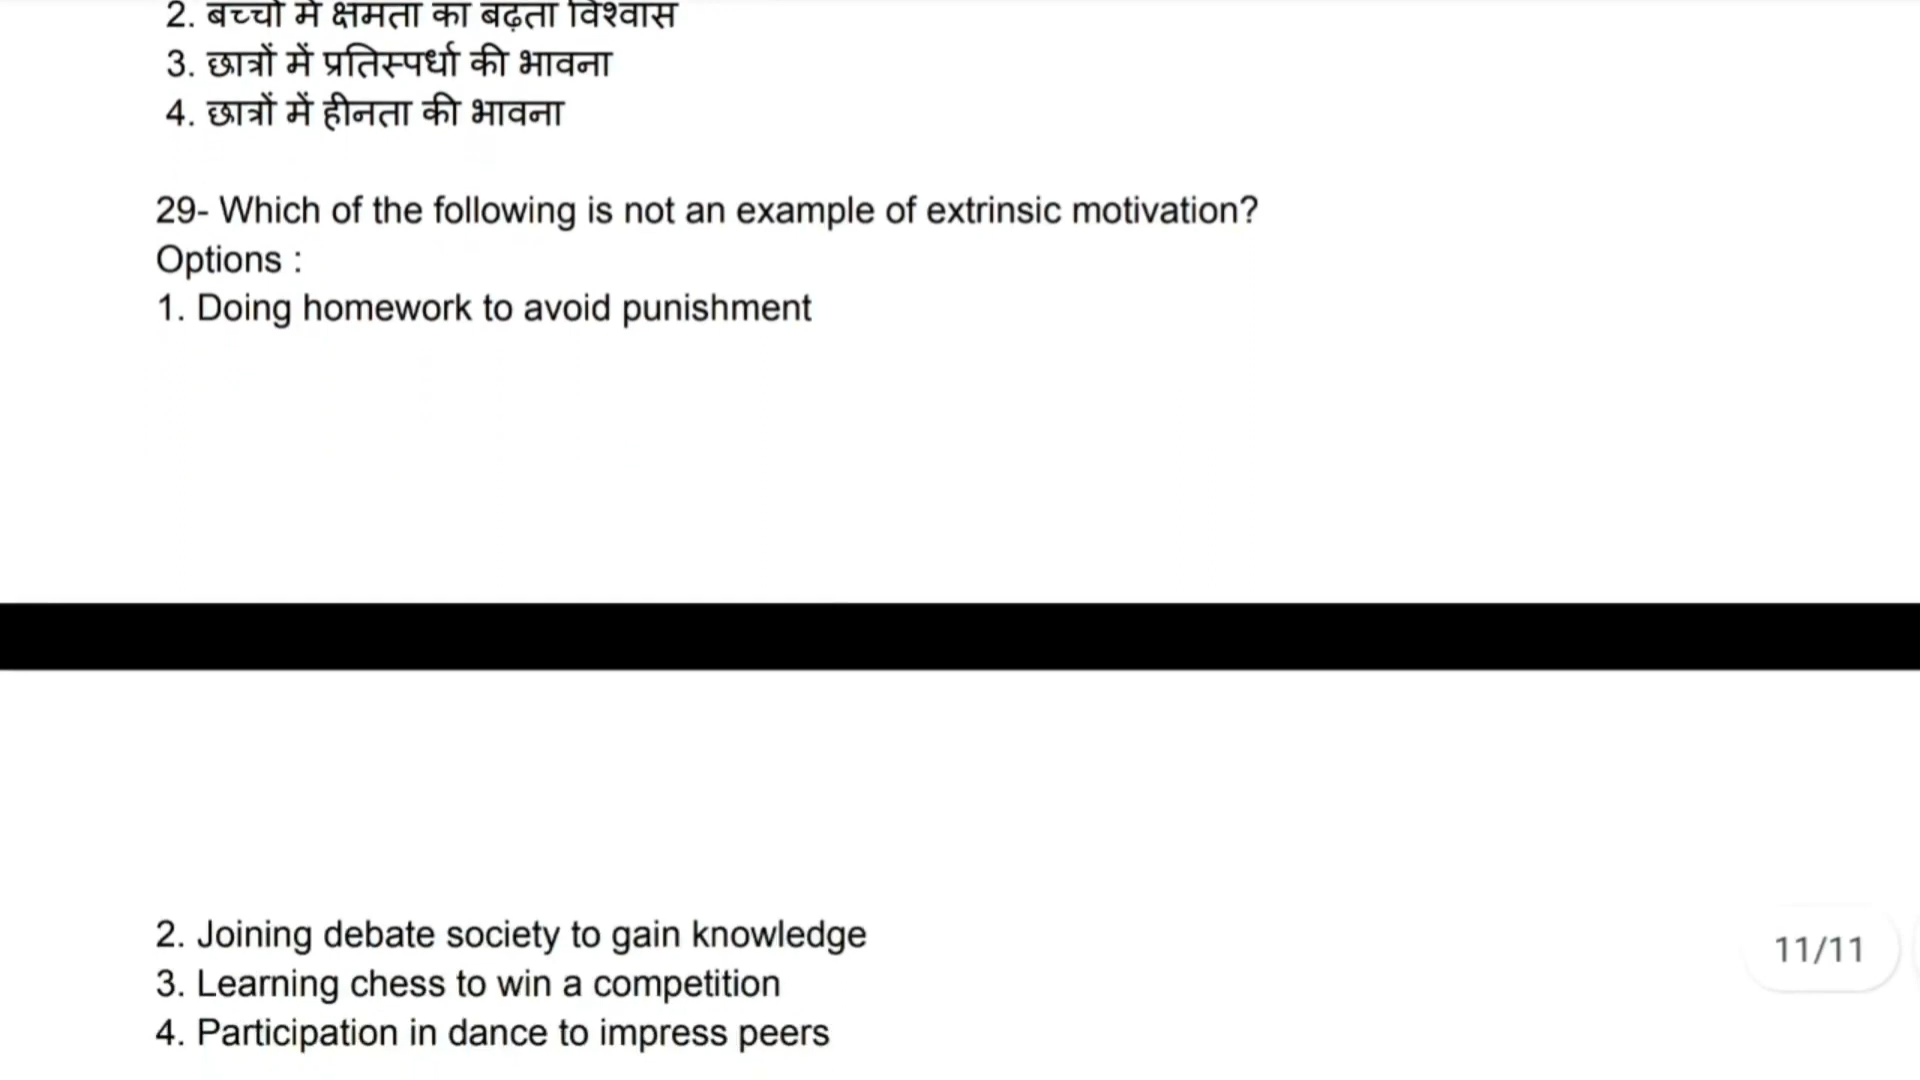 2. बच्चों में क्षमता का बढ़ता विश्वास
3. छात्रों में प्रतिस्पर्धा की भावना
4. छात्रों में हीनता की भावना
29- Which of the following is not an example of extrinsic motivation?
Options :
1. Doing homework to avoid punishment
2. Joining debate society to gain knowledge
3. Learning chess to win a competition
4. Participation in dance to impress peers
11/11